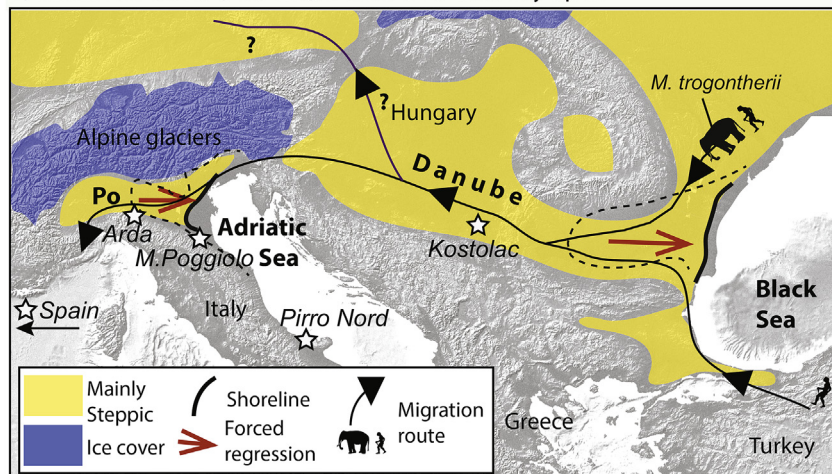 ?
M. trogontherii
?
Hungary
Alpine glaciers
Danube
Po
Arda
Adriatic
Sea
M.Poggiolo
Kostolac
Spain
Italy
Pirro Nord
Black
Sea
Greece
Turkey
Mainly
Steppic
Ice cover
Shoreline
Forced
regression
Migration
route